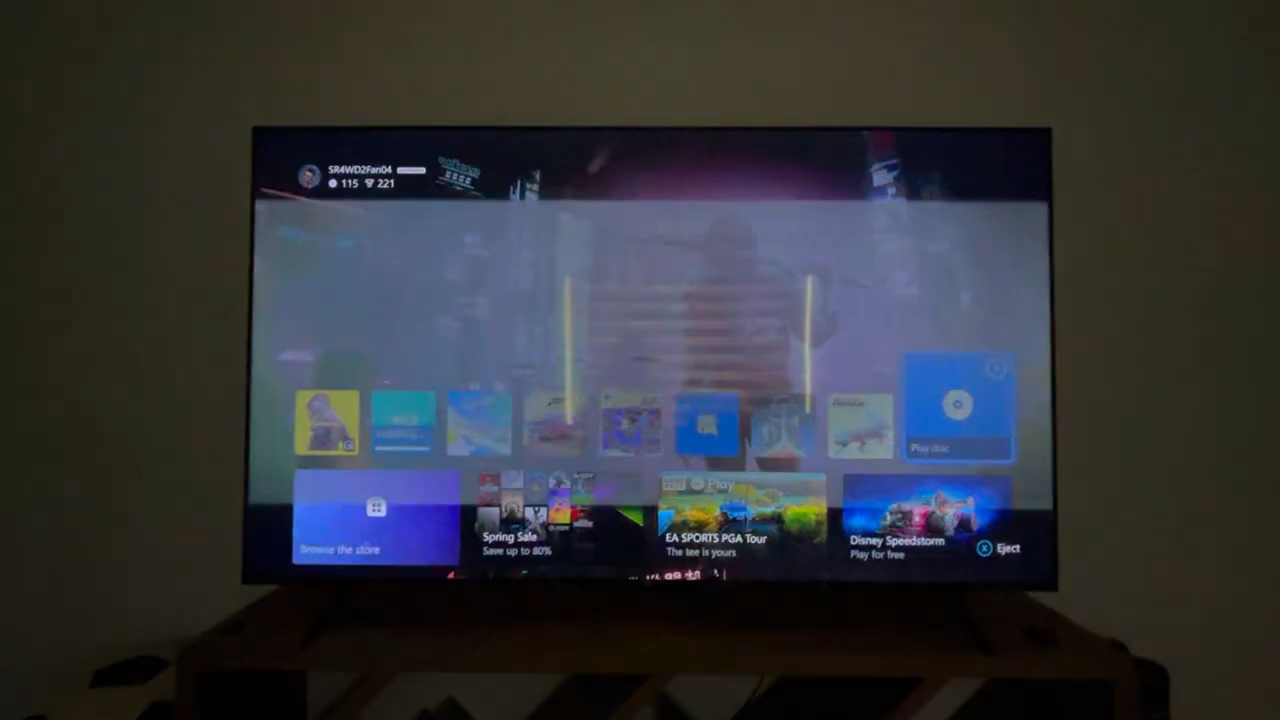 SR4WD2Fan04
115 221
Play disc
Browse the store
Spring Sale
Save up to 80%
Play
EA SPORTS PGA Tour
The tee is yours
Disney Speedstorm
Play for free
X Eject